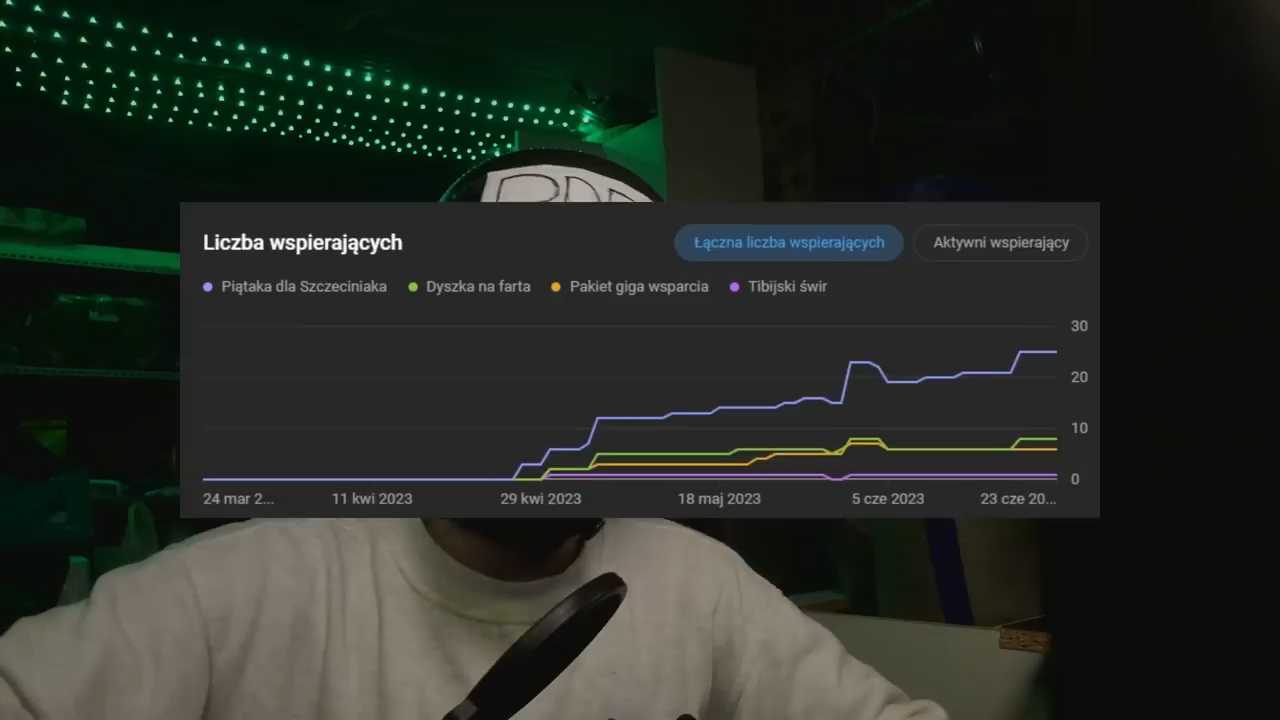 Liczba wspierających
Łączna liczba wspierających
Aktywni wspierający
Piątaka dla Szczeciniaka
Dyszka na farta
Pakiet giga wsparcia
Tibijski świr
30
20
10
0
24 mar 2...
11 kwi 2023
29 kwi 2023
18 maj 2023
5 cze 2023
23 cze 20...